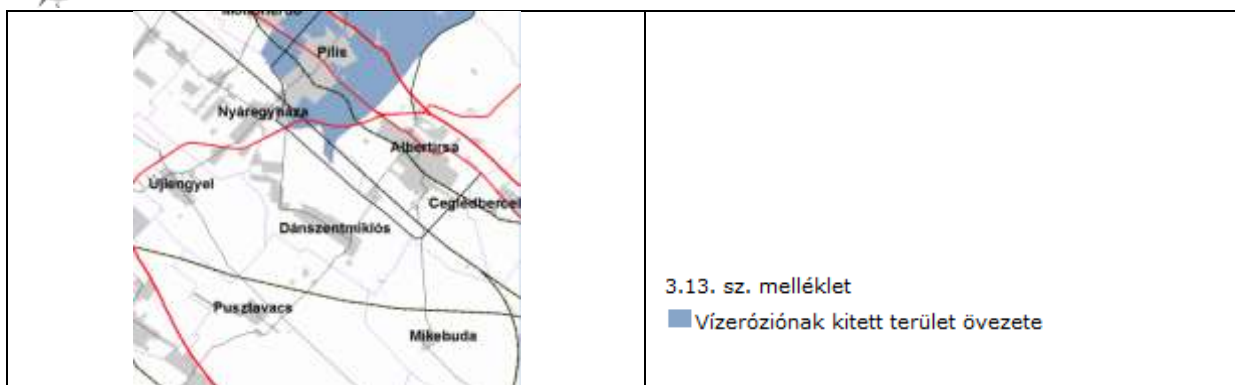 Pilis
Nyáregyháza
Albertirsa
Újlengyel
Ceglédbercel
Dánszentmiklós
Pusztavacs
Mikebuda
3.13. sz. melléklet
Vízeróziónak kitett terület övezete